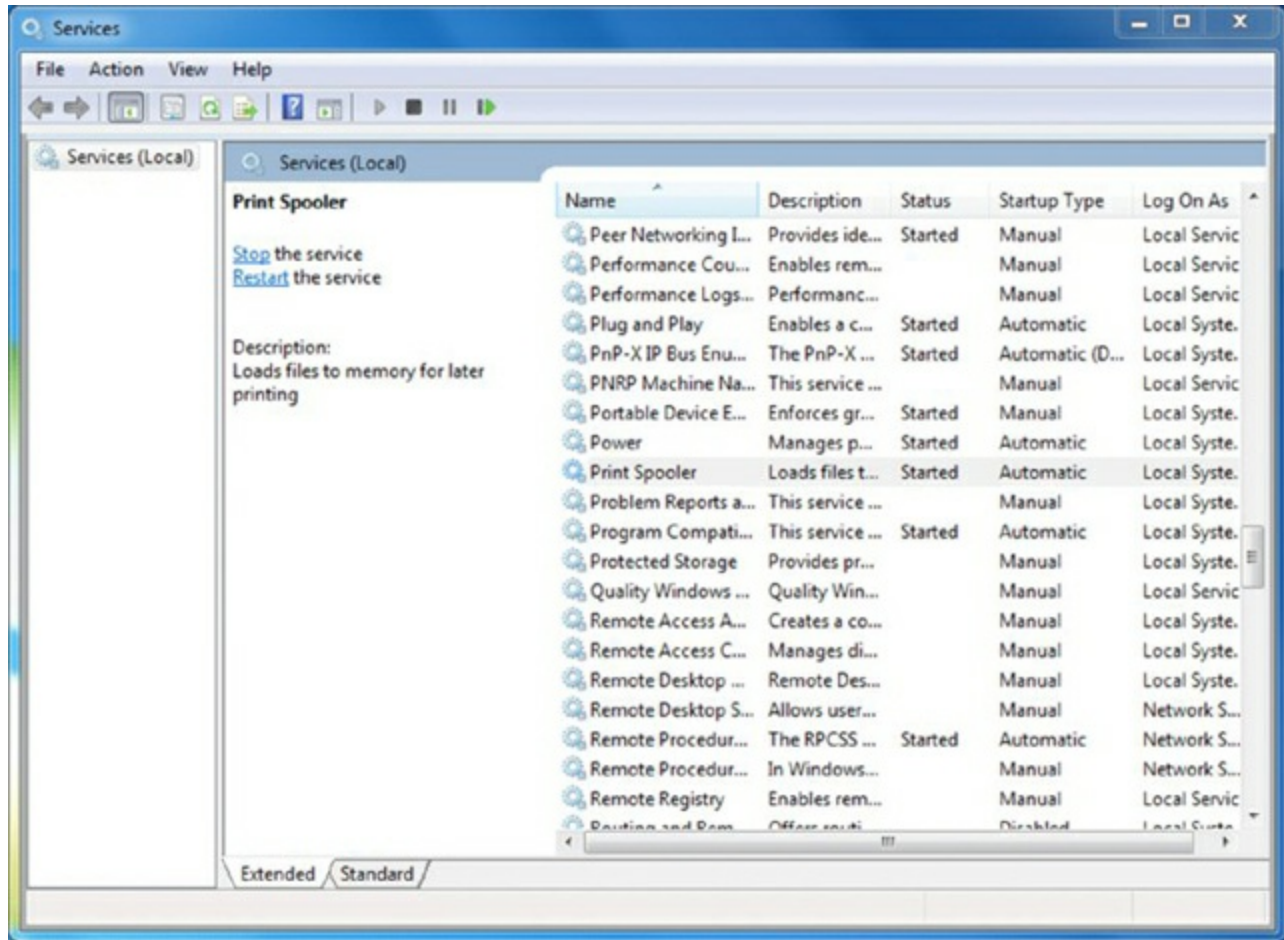 Services
File Action View Help
Services (Local)
Services (Local)
Print Spooler
Stop the service
Restart the service
Description:
Loads files to memory for later
printing
Name Description Status Startup Type Log On As
Peer Networking I... Provides ide... Started Manual Local Servic
Performance Cou... Enables rem... Manual Local Servic
Performance Logs... Performanc... Manual Local Servic
Plug and Play Enables a c... Started Automatic Local Syste.
PnP-X IP Bus Enu... The PnP-X ... Started Automatic (D... Local Syste.
PNRP Machine Na... This service ... Manual Local Servic
Portable Device E... Enforces gr... Started Manual Local Syste.
Power Manages p... Started Automatic Local Syste.
Print Spooler Loads files t... Started Automatic Local Syste.
Problem Reports a... This service ... Manual Local Syste.
Program Compati... This service ... Started Automatic Local Syste.
Protected Storage Provides pr... Manual Local Syste.
Quality Windows ... Quality Win... Manual Local Servic
Remote Access A... Creates a co... Manual Local Syste.
Remote Access C... Manages di... Manual Local Syste.
Remote Desktop ... Remote Des... Manual Local Syste.
Remote Desktop S... Allows user... Manual Network S...
Remote Procedur... The RPCSS ... Started Automatic Network S...
Remote Procedur... In Windows... Manual Network S...
Remote Registry Enables rem... Manual Local Servic
Routing and Rem Offers routi Disabled Local Syste
Extended Standard